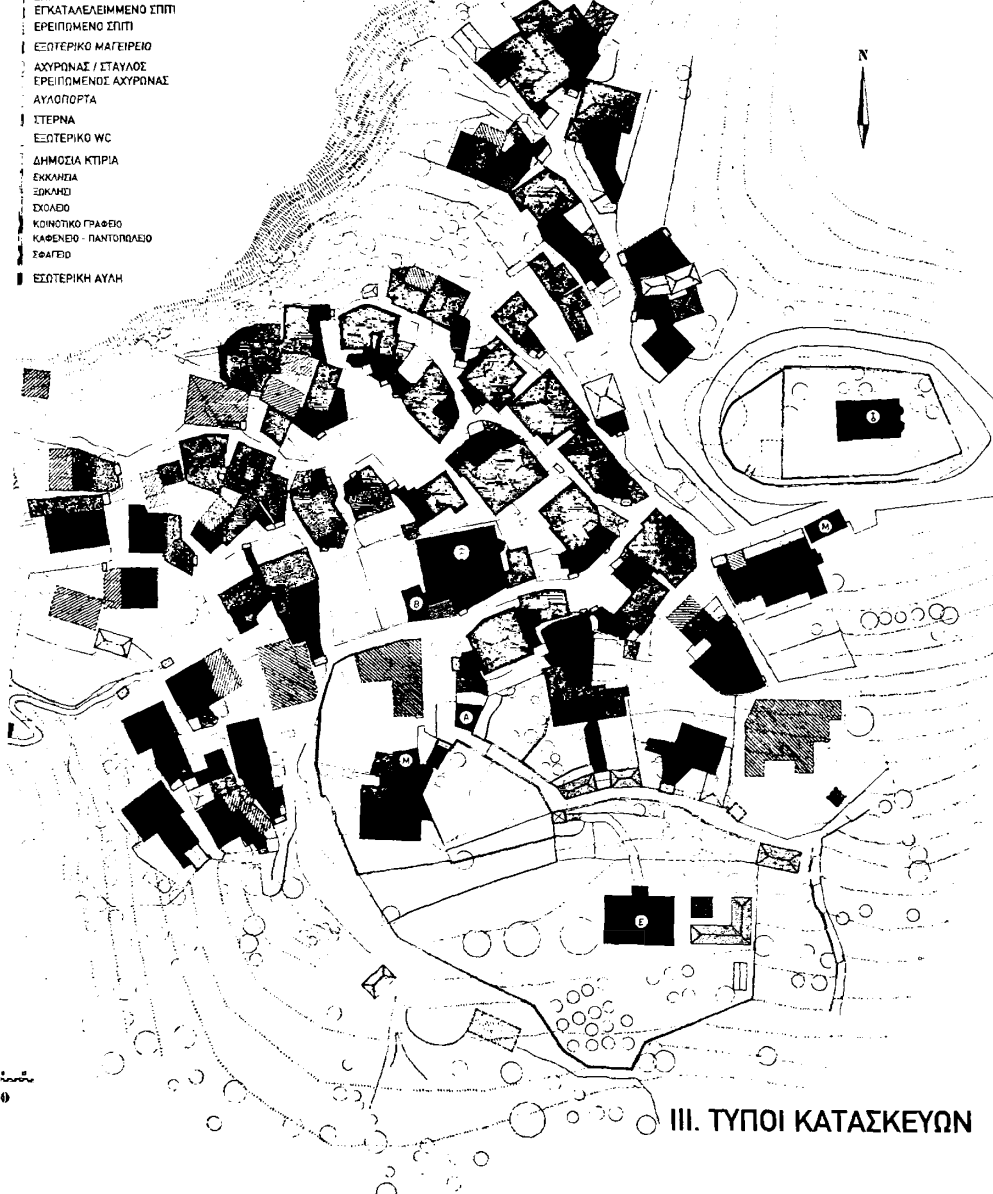 ΕΓΚΑΤΑΛΕΛΕΙΜΜΕΝΟ ΣΠΙΤΙ
ΕΡΕΙΠΩΜΕΝΟ ΣΠΙΤΙ
ΕΞΩΤΕΡΙΚΟ ΜΑΓΕΙΡΕΙΟ
ΑΧΥΡΩΝΑΣ / ΣΤΑΥΛΟΣ
ΕΡΕΙΠΩΜΕΝΟΣ ΑΧΥΡΩΝΑΣ
ΑΥΛΟΠΟΡΤΑ
ΣΤΕΡΝΑ
ΕΞΩΤΕΡΙΚΟ WC
ΔΗΜΟΣΙΑ ΚΤΙΡΙΑ
ΕΚΚΛΗΣΙΑ
ΞΩΚΛΗΣΙ
ΣΧΟΛΕΙΟ
ΚΟΙΝΟΤΙΚΟ ΓΡΑΦΕΙΟ
ΚΑΦΕΝΕΙΟ - ΠΑΝΤΟΠΩΛΕΙΟ
ΣΦΑΓΕΙΟ
ΕΣΩΤΕΡΙΚΗ ΑΥΛΗ
N
Σ
M
Γ
B
A
M
E
0
III. ΤΥΠΟΙ ΚΑΤΑΣΚΕΥΩΝ